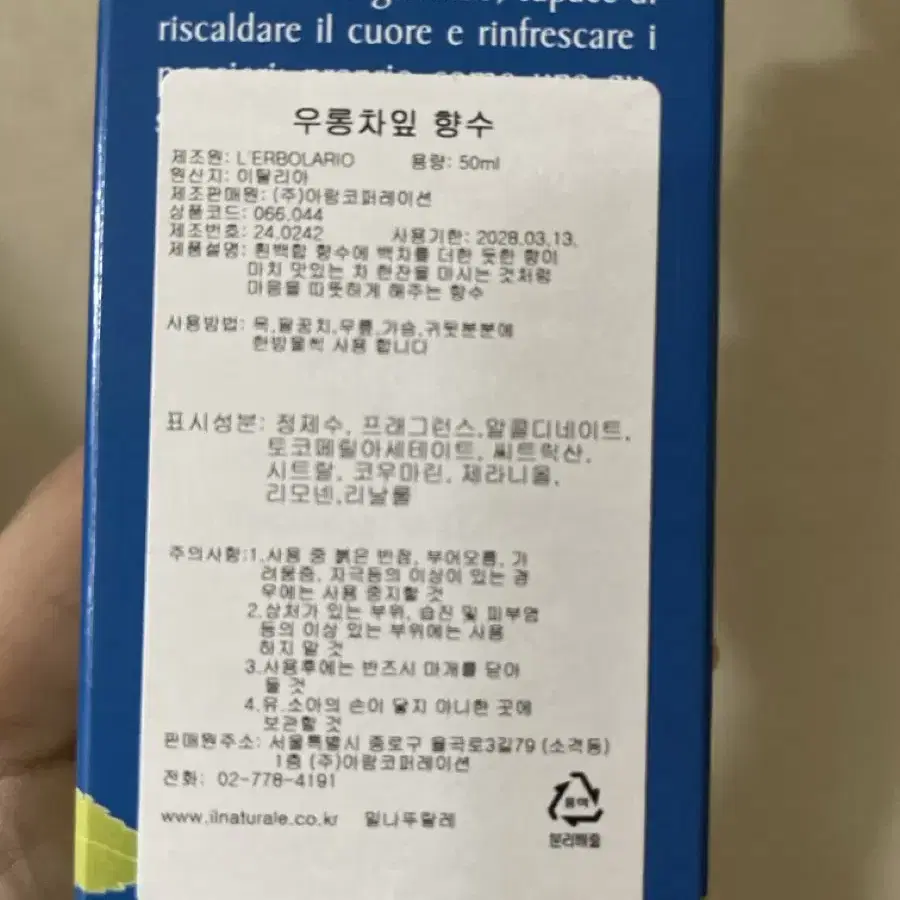 riscaldare il cuore e rinfrescare i
우롱차잎 향수
제조원: L'ERBOLARIO 용량: 50ml
원산지: 이탈리아
제조판매원: (주)아람코퍼레이션
상품코드: 066.044
제조번호: 24.0242 사용기한: 2028.03.13.
제품설명: 흰백합 향수에 백차를 더한 듯한 향이
마치 맛있는 차 한잔을 마시는 것처럼
마음을 따뜻하게 해주는 향수
사용방법: 목,팔꿈치,무릎,가슴,귀뒷분분에
한방울씩 사용 합니다
표시성분: 정제수, 프래그런스,알콜디네이트,
토코페릴아세테이트, 씨트릭산,
시트랄, 코우마린, 제라니올,
리모넨,리날룰
주의사항:1.사용 중 붉은 반점, 부어오름, 가
려움증, 자극등의 이상이 있는 경
우에는 사용 중지할 것
2.상처가 있는 부위, 습진 및 피부염
등의 이상 있는 부위에는 사용
하지 말 것
3.사용후에는 반즈시 마개를 닫아
둘 것
4.유.소아의 손이 닿지 아니한 곳에
보관할 것
판매원주소: 서울특별시 종로구 율곡로3길79 (소격동)
1층 (주)아람코퍼레이션
전화: 02-778-4191
www.ilnaturale.co.kr 일나뚜랄레
용매
분리배출